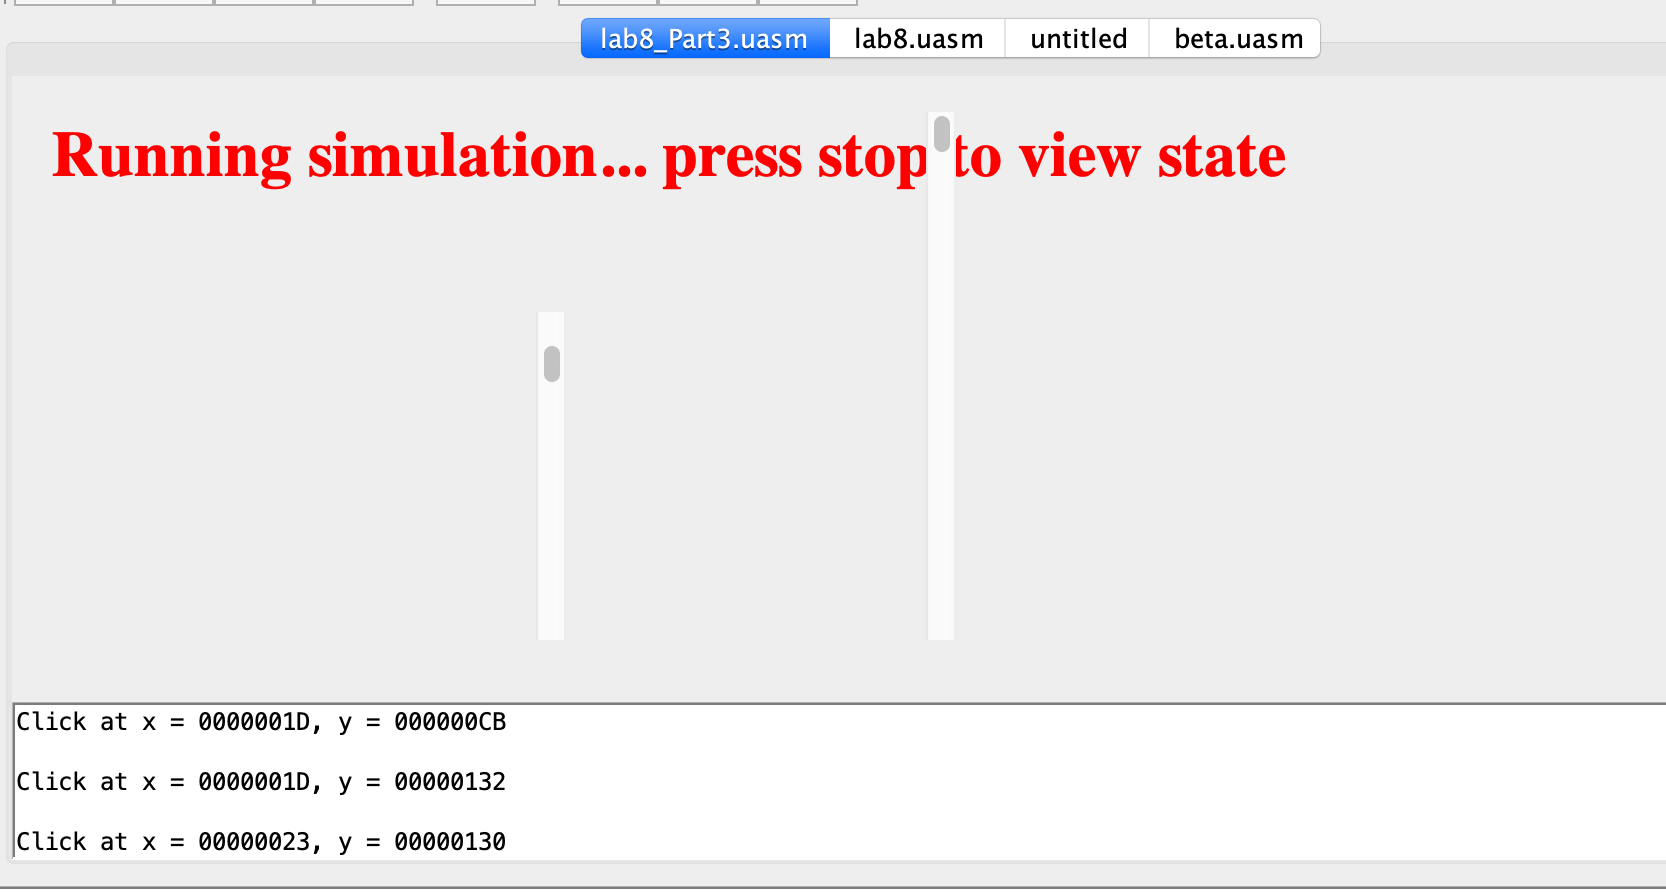 lab8_Part3.uasm lab8.uasm untitled beta.uasm
Running simulation... press stop to view state
Click at x = 0000001D, y = 000000CB
Click at x = 0000001D, y = 00000132
Click at x = 00000023, y = 00000130